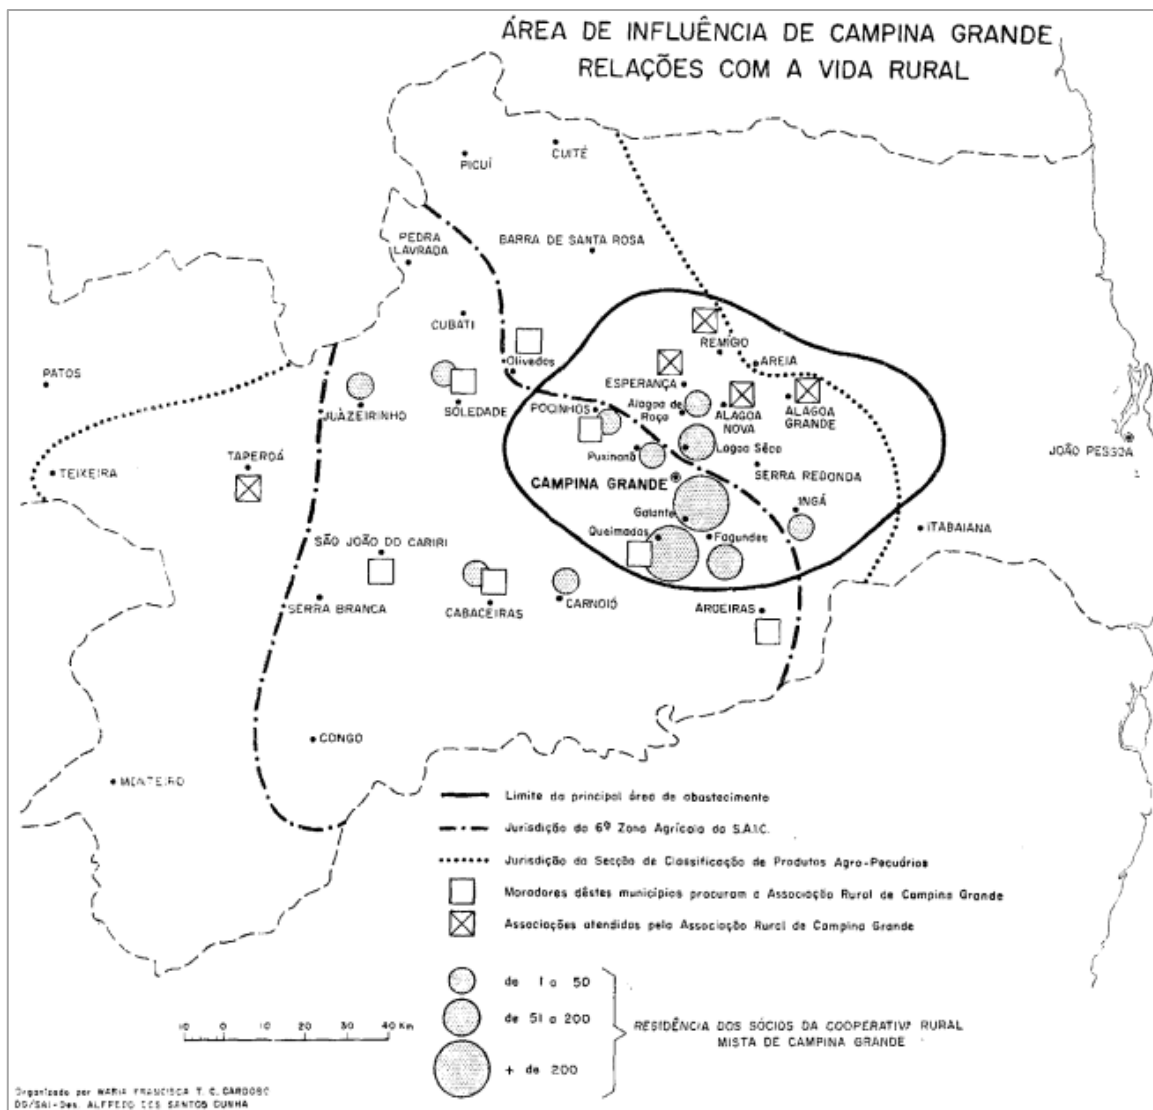 ÁREA DE INFLUÊNCIA DE CAMPINA GRANDE
RELAÇÕES COM A VIDA RURAL
CUITÉ
PICUÍ
PEDRA
LAVRADA
BARRA DE SANTA ROSA
CUBATI
Olivedos
REMÍGIO
AREIA
PATOS
ESPERANÇA
JUÀZEIRINHO
SOLEDADE
POCINHOS
Alagoa de
Roça
ALAGOA
NOVA
ALAGOA
GRANDE
JOÃO PESSOA
Puxinanã
Lagoa Sêca
TEIXEIRA
TAPEROÁ
SERRA REDONDA
CAMPINA GRANDE
INGÁ
Galante
ITABAIANA
Queimadas
Fagundes
SÃO JOÃO DO CARIRI
SERRA BRANCA
CABACEIRAS
CARNOIÓ
AROEIRAS
CONGO
MONTEIRO
Limite da principal área de abastecimento
Jurisdição da 6ª Zona Agrícola da S.A.I.C.
Jurisdição da Secção de Classificação de Produtos Agro-Pecuários
Moradores dêstes municípios procuram a Associação Rural de Campina Grande
Associações atendidas pela Associação Rural de Campina Grande
de 1 a 50
de 51 a 200
+ de 200
RESIDÊNCIA DOS SÓCIOS DA COOPERATIVA RURAL
MISTA DE CAMPINA GRANDE
10 0 10 20 30 40 Km
Organizado por MARIA FRANCISCA T. C. CARDOSO
DG/SAI-Des. ALFREDO DOS SANTOS CUNHA